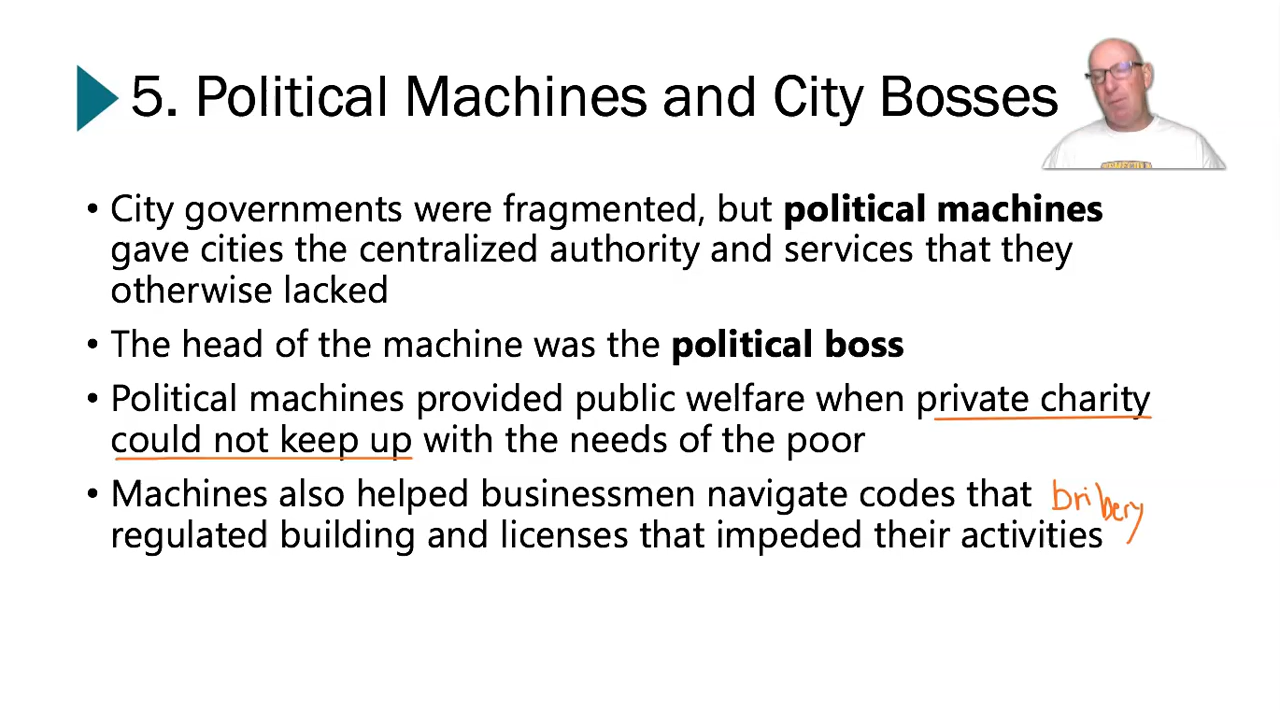 5. Political Machines and City Bosses
• City governments were fragmented, but political machines
gave cities the centralized authority and services that they
otherwise lacked
• The head of the machine was the political boss
• Political machines provided public welfare when private charity
could not keep up with the needs of the poor
• Machines also helped businessmen navigate codes that bribery
regulated building and licenses that impeded their activities